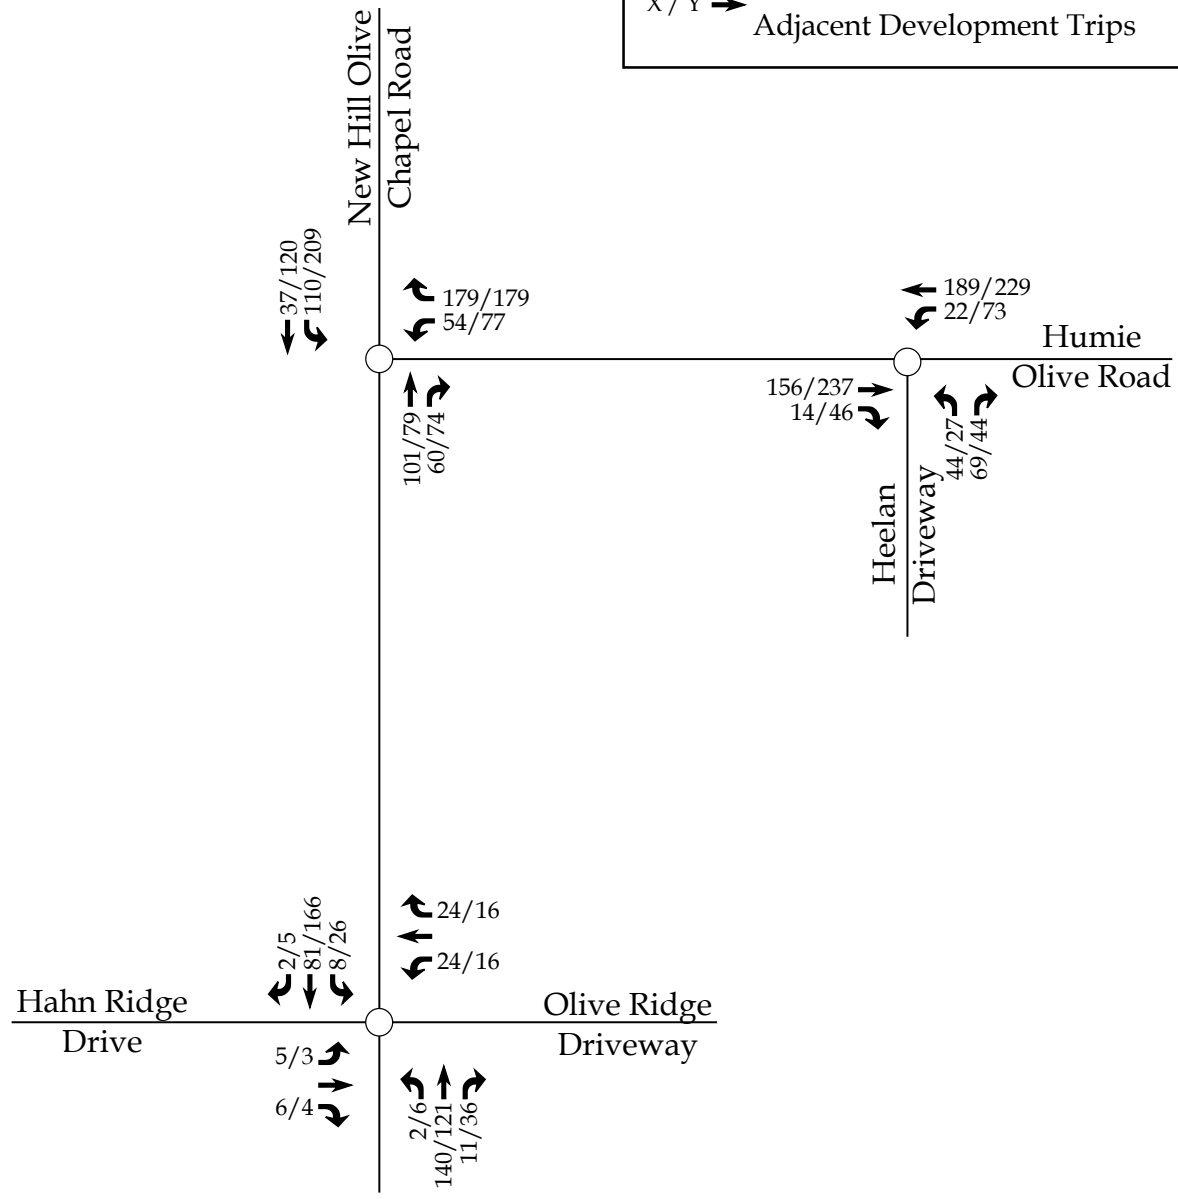 X / Y
Adjacent Development Trips
New Hill Olive
Chapel Road
37/120
110/209
179/179
54/77
101/79
60/74
189/229
22/73
Humie
Olive Road
156/237
14/46
44/27
69/44
Heelan
Driveway
2/5
81/166
8/26
24/16
24/16
Hahn Ridge
Drive
Olive Ridge
Driveway
5/3
6/4
2/6
140/121
11/36